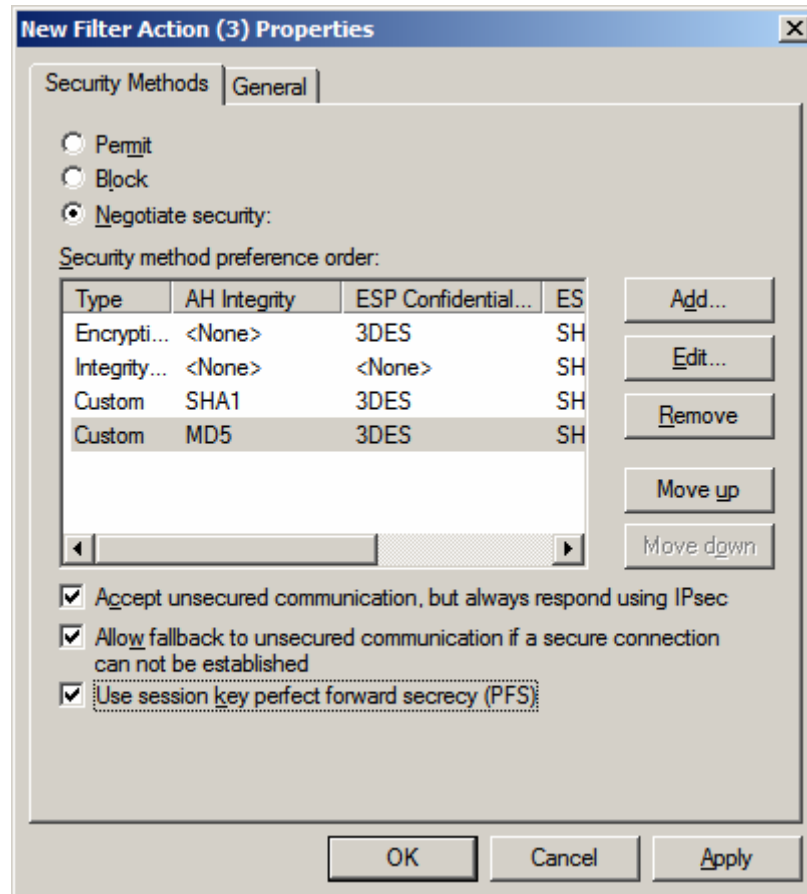 New Filter Action (3) Properties
Security Methods General
Permit
Block
Negotiate security:
Security method preference order:
Type AH Integrity ESP Confidential... ES
Encrypti... <None> 3DES SH
Integrity... <None> <None> SH
Custom SHA1 3DES SH
Custom MD5 3DES SH
Add...
Edit...
Remove
Move up
Move down
Accept unsecured communication, but always respond using IPsec
Allow fallback to unsecured communication if a secure connection
can not be established
Use session key perfect forward secrecy (PFS)
OK Cancel Apply